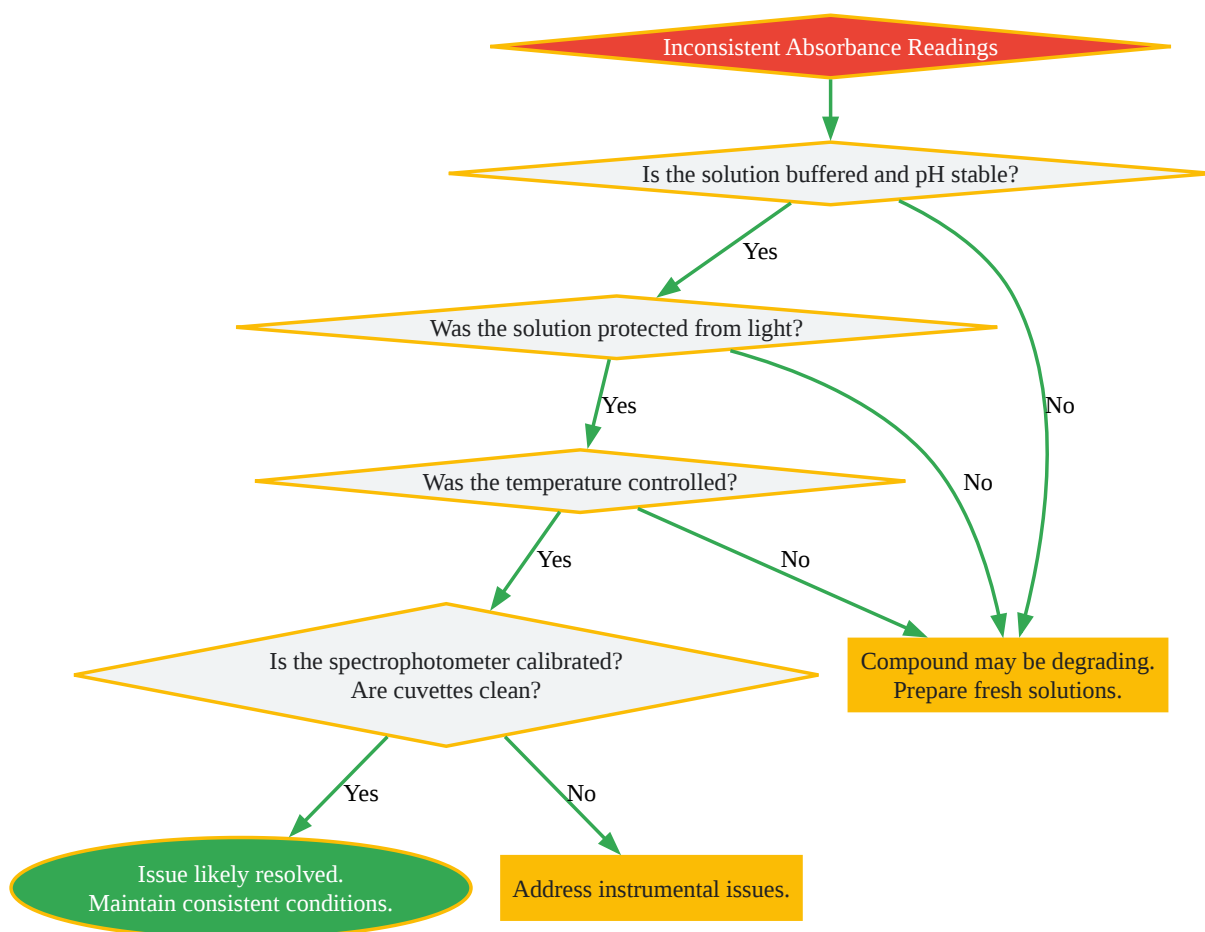 Inconsistent Absorbance Readings
Is the solution buffered and pH stable?
Yes
Was the solution protected from light?
Yes
No
Was the temperature controlled?
No
Yes
No
Is the spectrophotometer calibrated?
Are cuvettes clean?
Compound may be degrading.
Prepare fresh solutions.
Yes
No
Issue likely resolved.
Maintain consistent conditions.
Address instrumental issues.